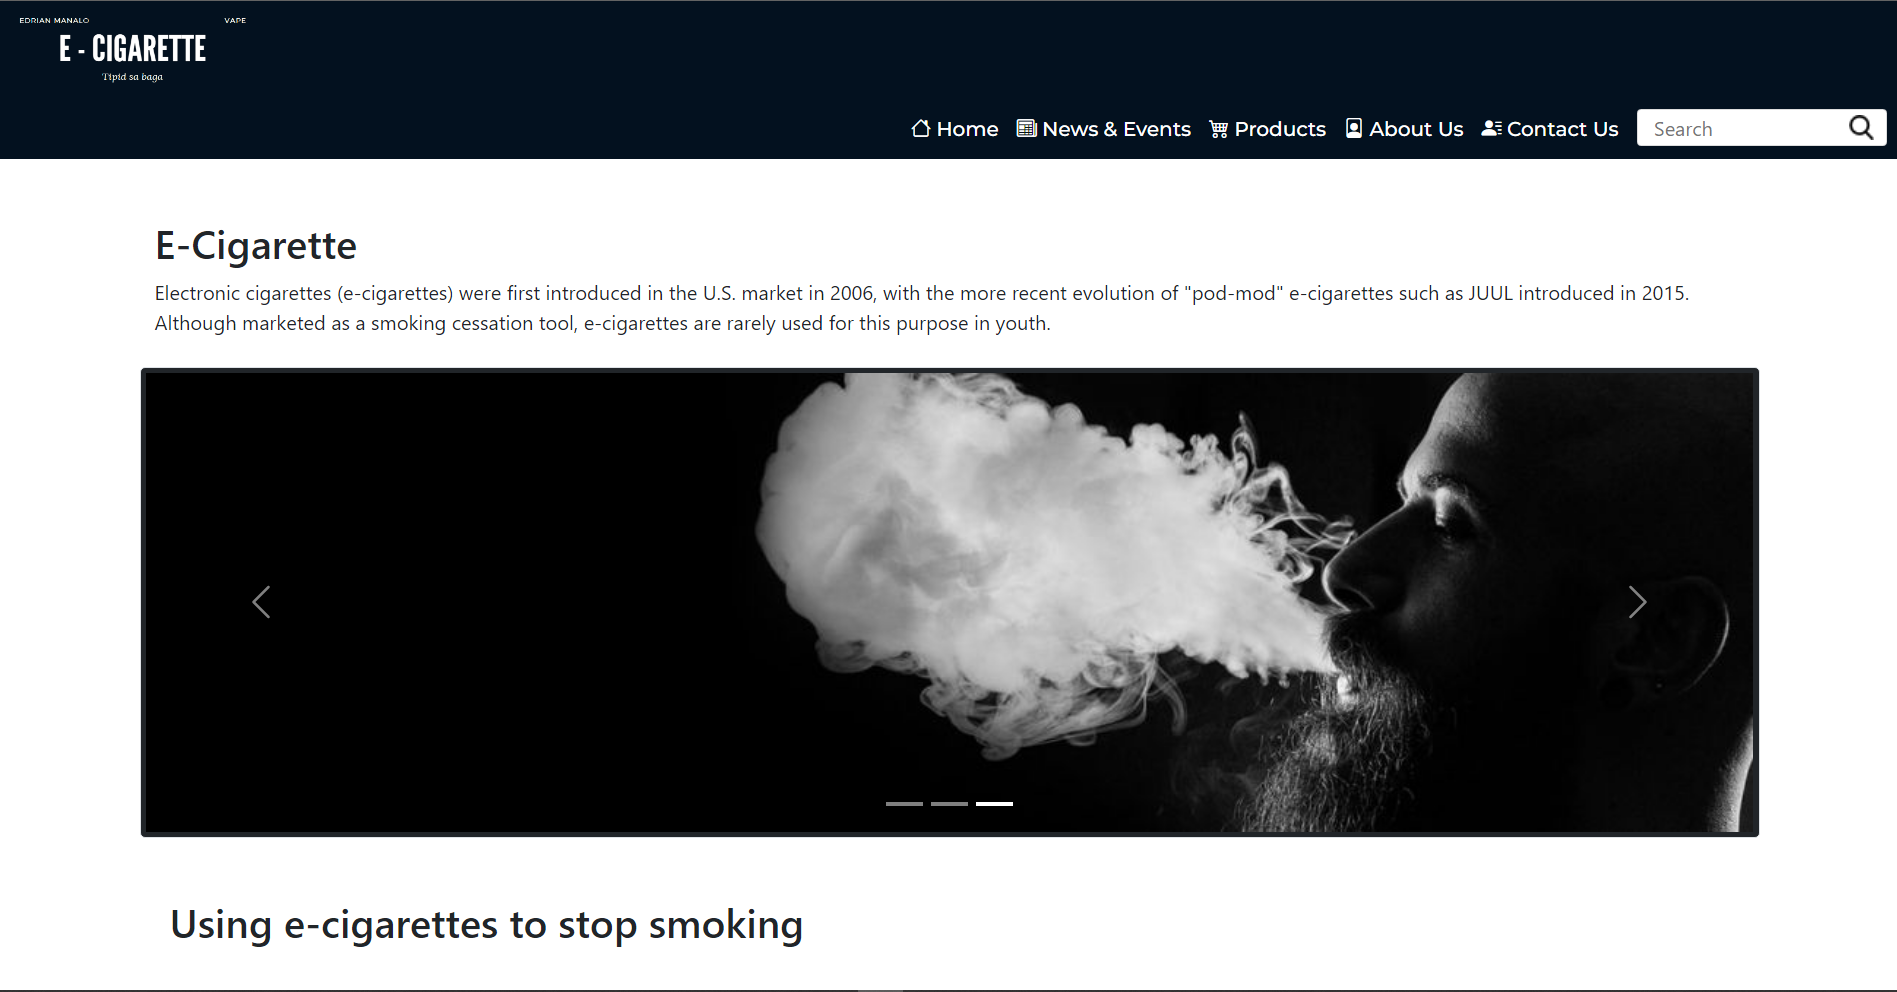 EDRIAN MANALO
VAPE
E - CIGARETTE
Tipid sa baga
Home
News & Events
Products
About Us
Contact Us
Search
E-Cigarette
Electronic cigarettes (e-cigarettes) were first introduced in the U.S. market in 2006, with the more recent evolution of "pod-mod" e-cigarettes such as JUUL introduced in 2015.
Although marketed as a smoking cessation tool, e-cigarettes are rarely used for this purpose in youth.
Using e-cigarettes to stop smoking